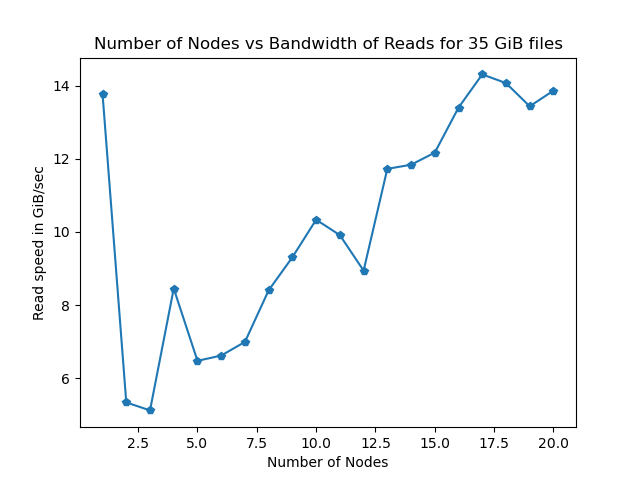 Number of Nodes vs Bandwidth of Reads for 35 GiB files
14
12
10
8
6
Read speed in GiB/sec
2.5 5.0 7.5 10.0 12.5 15.0 17.5 20.0
Number of Nodes